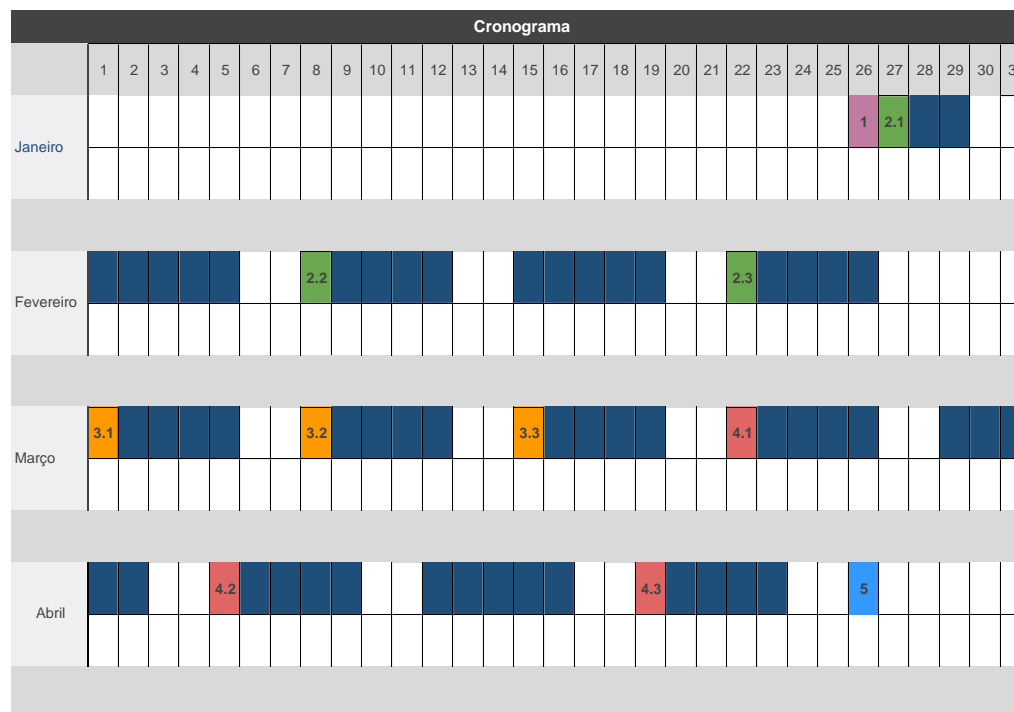 Cronograma
1 2 3 4 5 6 7 8 9 10 11 12 13 14 15 16 17 18 19 20 21 22 23 24 25 26 27 28 29 30 3
1 2.1
Janeiro
2.2 2.3
Fevereiro
3.1 3.2 3.3 4.1
Março
4.2 4.3 5
Abril